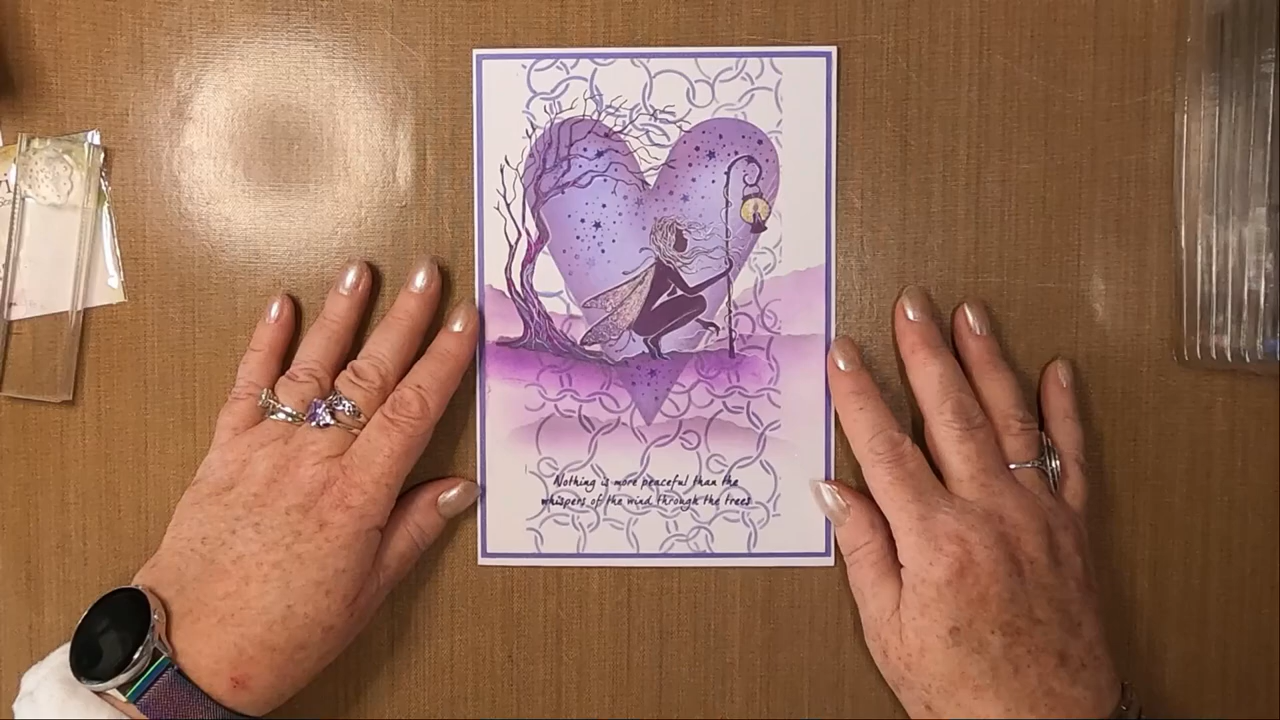 Nothing is more peaceful than the
whispers of the wind through the trees